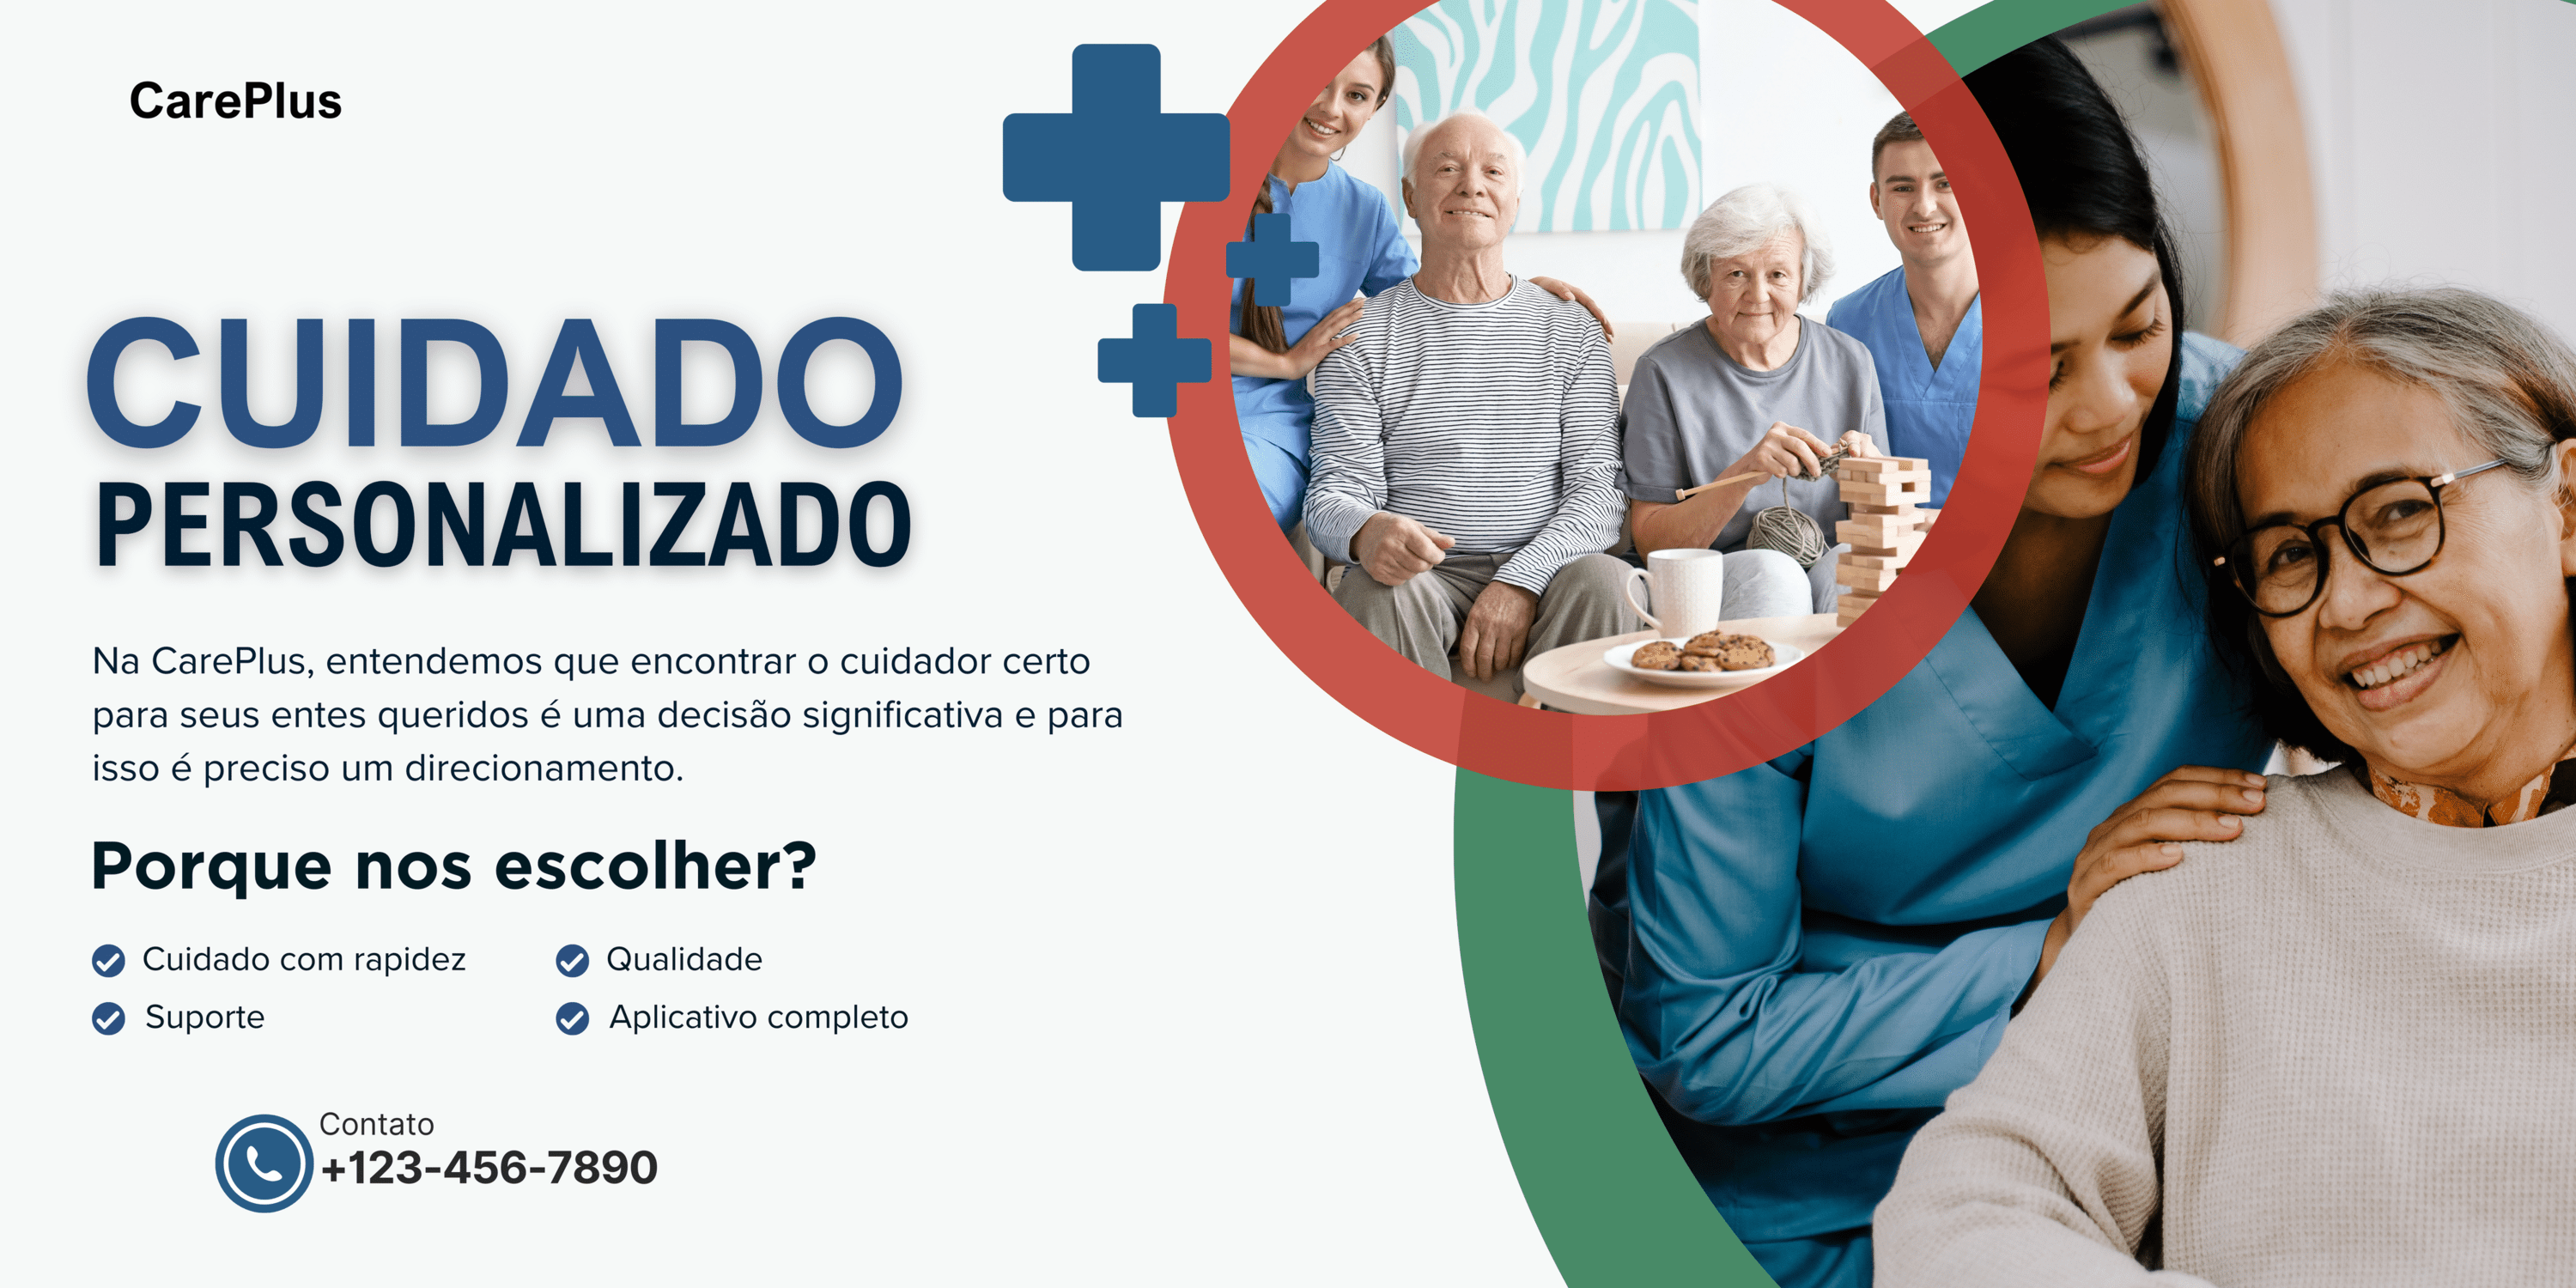 CarePlus
CUIDADO
PERSONALIZADO
Na CarePlus, entendemos que encontrar o cuidador certo
para seus entes queridos é uma decisão significativa e para
isso é preciso um direcionamento.
Porque nos escolher?
Cuidado com rapidez
Qualidade
Suporte
Aplicativo completo
Contato
+123-456-7890